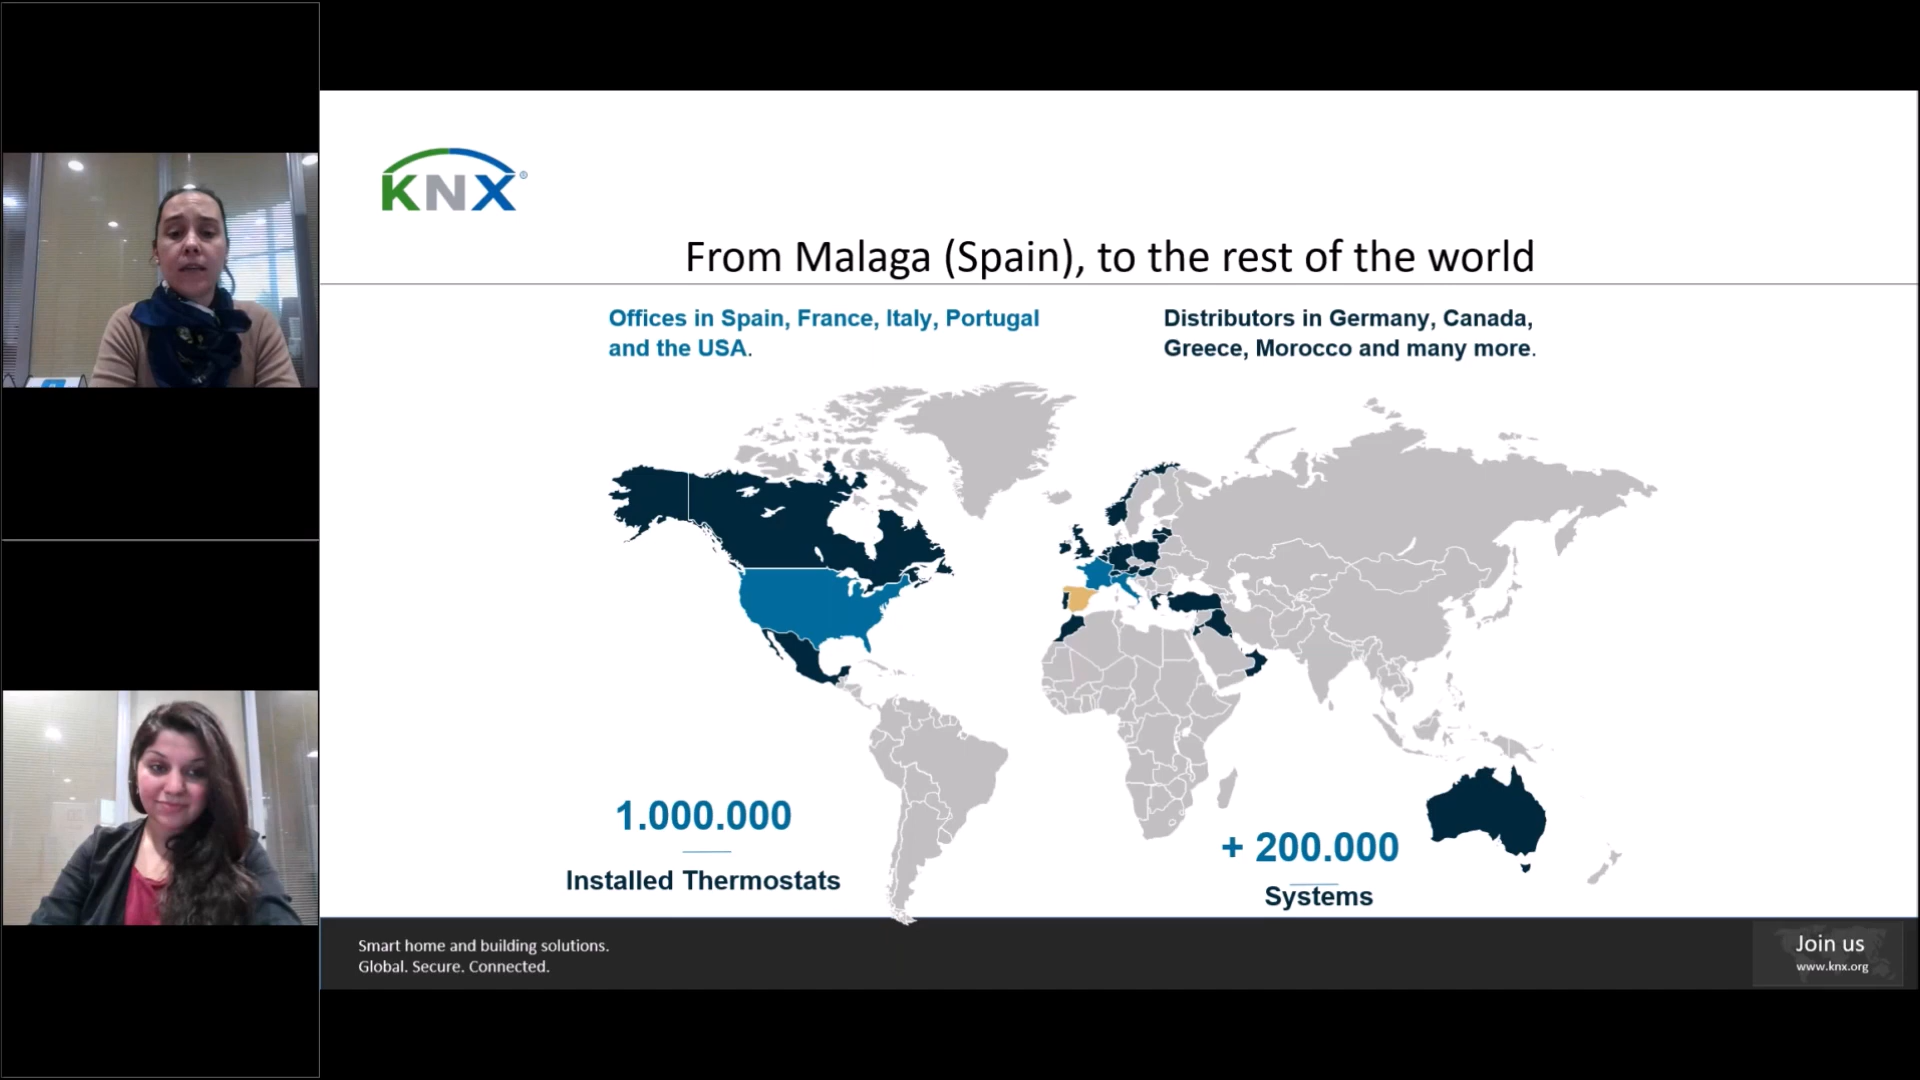 KNX®
From Malaga (Spain), to the rest of the world
Offices in Spain, France, Italy, Portugal
and the USA.
Distributors in Germany, Canada,
Greece, Morocco and many more.
1.000.000
Installed Thermostats
+ 200.000
Systems
Smart home and building solutions.
Global. Secure. Connected.
Join us
www.knx.org